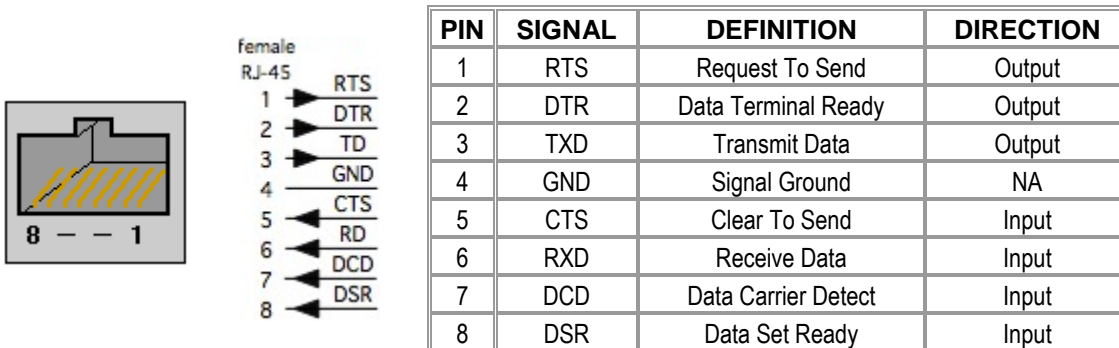 8 – – 1
female
RJ-45
1 RTS
2 DTR
3 TD
4 GND
5 CTS
6 RD
7 DCD
8 DSR
PIN SIGNAL DEFINITION DIRECTION
1 RTS Request To Send Output
2 DTR Data Terminal Ready Output
3 TXD Transmit Data Output
4 GND Signal Ground NA
5 CTS Clear To Send Input
6 RXD Receive Data Input
7 DCD Data Carrier Detect Input
8 DSR Data Set Ready Input